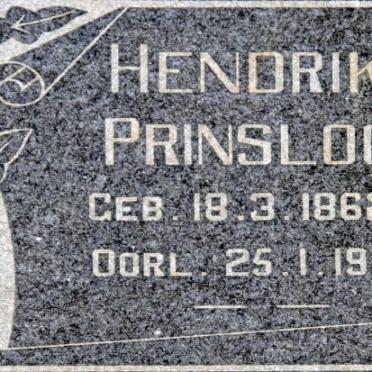 HENDRIK
PRINSLOO
GEB. 18.3.186
OORL. 25.1.19